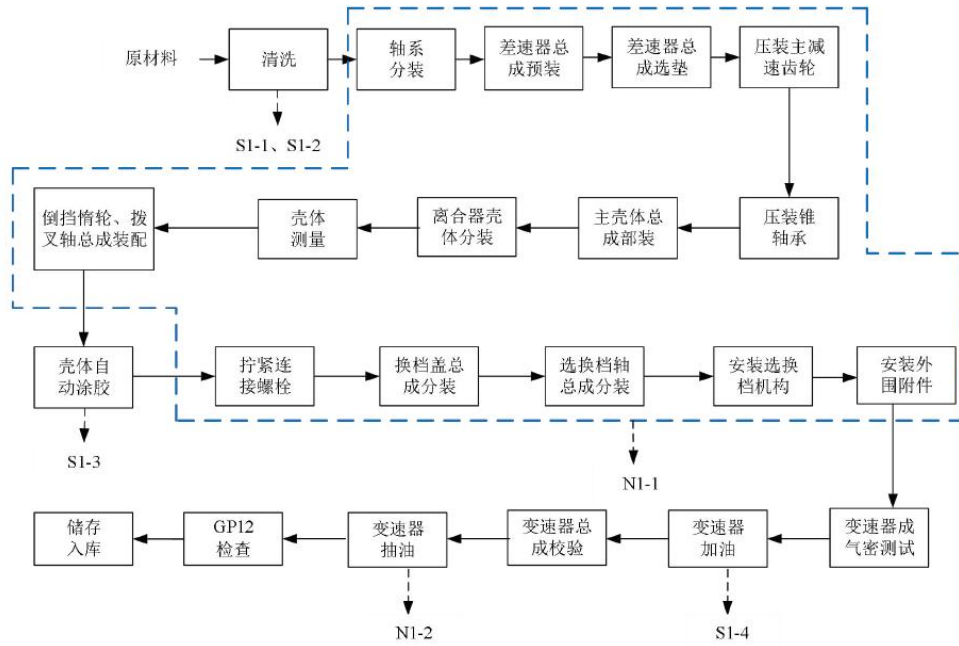 原材料
清洗
轴系
分装
差速器总
成预装
差速器总
成选垫
压装主减
速齿轮
S1-1、S1-2
倒挡惰轮、拨
叉轴总成装配
壳体
测量
离合器壳
体分装
主壳体总
成部装
压装锥
轴承
壳体自
动涂胶
拧紧连
接螺栓
换档盖总
成分装
选换档轴
总成分装
安装选换
档机构
安装外
围附件
S1-3
N1-1
储存
入库
GP12
检查
变速器
抽油
变速器总
成校验
变速器
加油
变速器成
气密测试
N1-2
S1-4